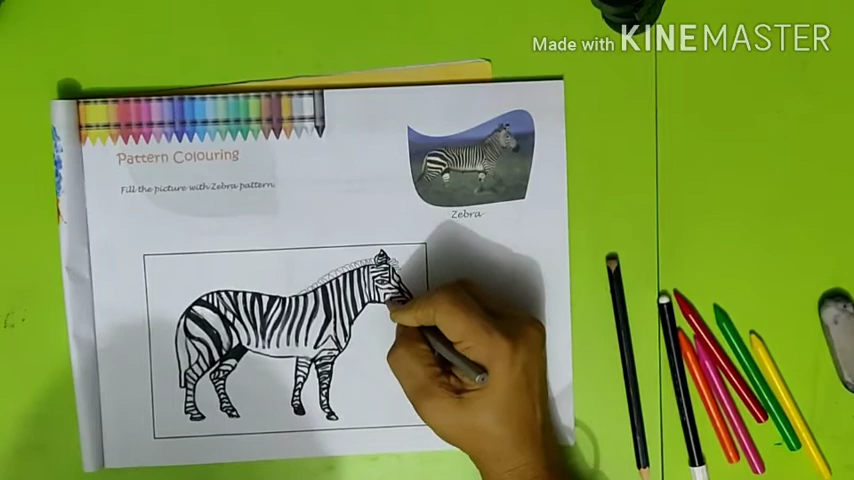 Made with KINEMASTER
Pattern Colouring
Fill the picture with Zebra pattern
Zebra